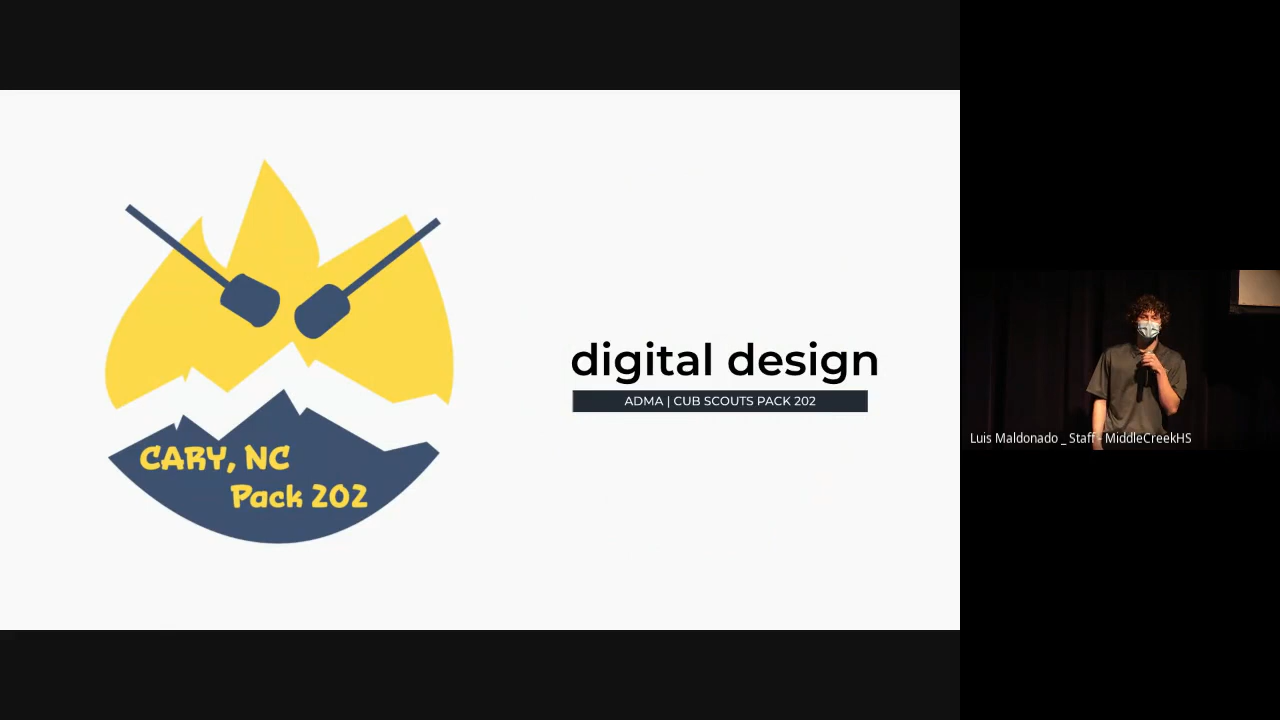 CARY, NC
Pack 202
digital design
ADMA | CUB SCOUTS PACK 202
Luis Maldonado _ Staff - MiddleCreekHS